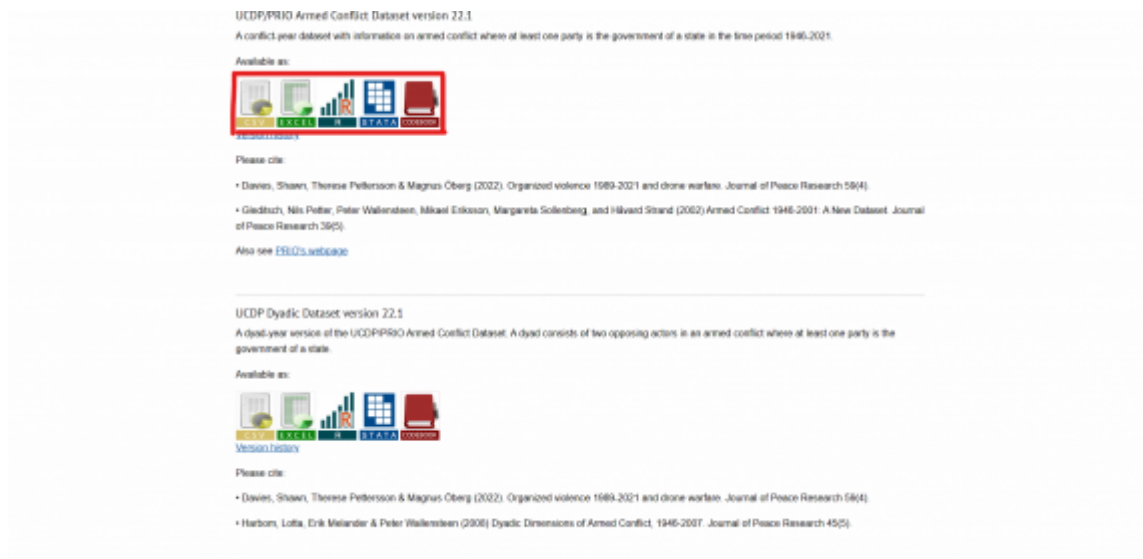 UCDP/PRIO Armed Conflict Dataset version 22.1
A conflict-year dataset with information on armed conflict where at least one party is the government of a state in the time period 1946-2021.
Available as:
CSV EXCEL R STATA CODEBOOK
Version history
Please cite:
• Davies, Shawn, Therese Pettersson & Magnus Öberg (2022). Organized violence 1989-2021 and drone warfare. Journal of Peace Research 59(4).
• Gleditsch, Nils Petter, Peter Wallensteen, Mikael Eriksson, Margareta Sollenberg, and Håvard Strand (2002) Armed Conflict 1946-2001: A New Dataset. Journal
of Peace Research 39(5).
Also see PRIO's webpage
UCDP Dyadic Dataset version 22.1
A dyad-year version of the UCDP/PRIO Armed Conflict Dataset. A dyad consists of two opposing actors in an armed conflict where at least one party is the
government of a state.
Available as:
CSV EXCEL R STATA CODEBOOK
Version history
Please cite:
• Davies, Shawn, Therese Pettersson & Magnus Öberg (2022). Organized violence 1989-2021 and drone warfare. Journal of Peace Research 59(4).
• Harbom, Lotta, Erik Melander & Peter Wallensteen (2008) Dyadic Dimensions of Armed Conflict, 1946-2007. Journal of Peace Research 45(5).